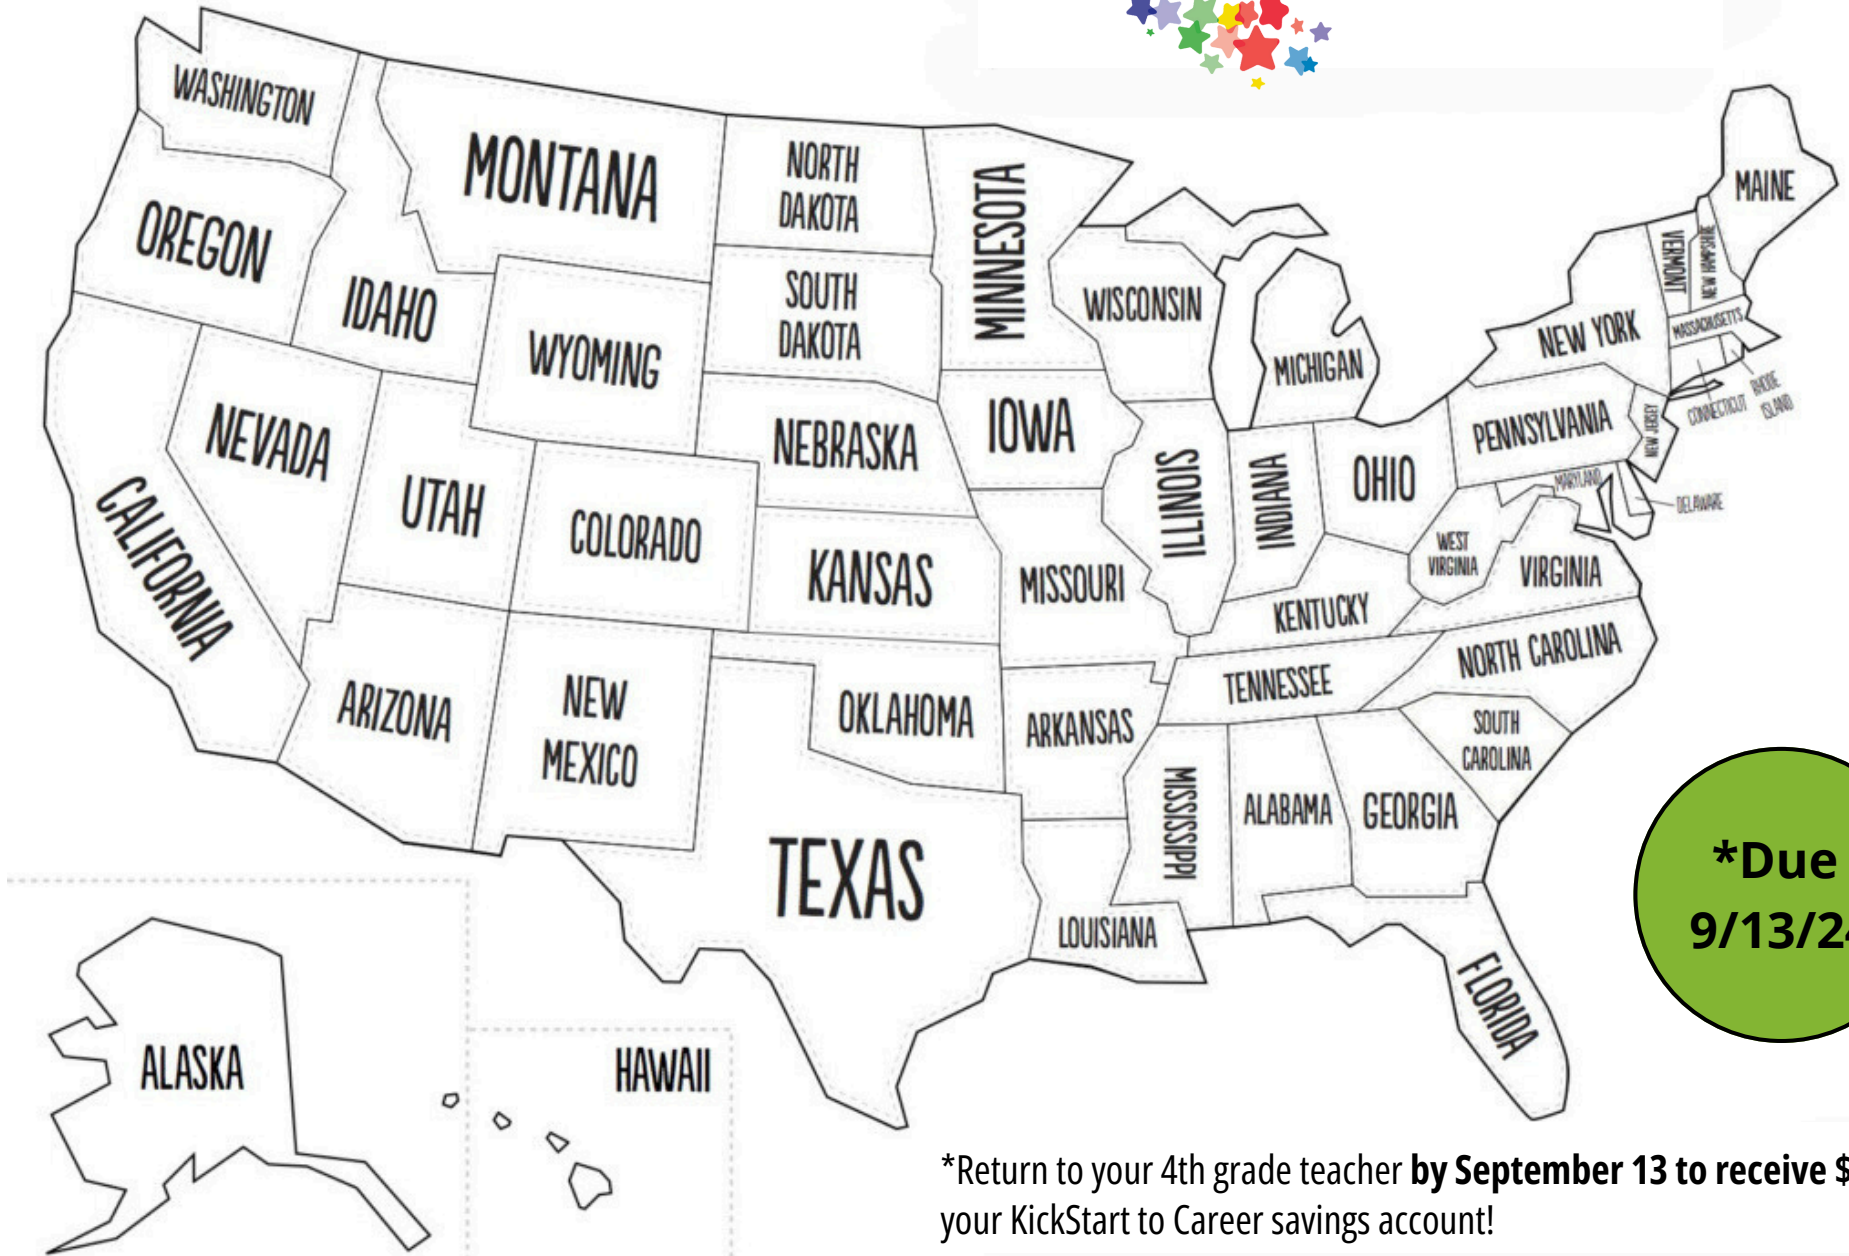 WASHINGTON
MONTANA
NORTH
DAKOTA
MINNESOTA
MAINE
OREGON
IDAHO
WYOMING
SOUTH
DAKOTA
WISCONSIN
MICHIGAN
NEW YORK
VERMONT
NEW HAMPSHIRE
MASSACHUSETTS
CONNECTICUT
RHODE
ISLAND
NEVADA
UTAH
COLORADO
NEBRASKA
IOWA
ILLINOIS
INDIANA
OHIO
PENNSYLVANIA
NEW JERSEY
MARYLAND
DELAWARE
CALIFORNIA
KANSAS
MISSOURI
KENTUCKY
WEST
VIRGINIA
VIRGINIA
ARIZONA
NEW
MEXICO
OKLAHOMA
ARKANSAS
TENNESSEE
NORTH CAROLINA
SOUTH
CAROLINA
TEXAS
LOUISIANA
MISSISSIPPI
ALABAMA
GEORGIA
FLORIDA
ALASKA
HAWAII
*Due
9/13/24
*Return to your 4th grade teacher by September 13 to receive $
your KickStart to Career savings account!